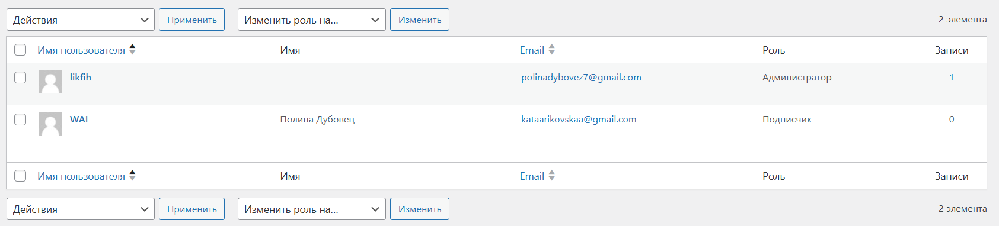 Действия Применить Изменить роль на... Изменить 2 элемента
Имя пользователя Имя Email Роль Записи
likfih — polinadybovez7@gmail.com Администратор 1
WAI Полина Дубовец kataarikovskaa@gmail.com Подписчик 0
Имя пользователя Имя Email Роль Записи
Действия Применить Изменить роль на... Изменить 2 элемента